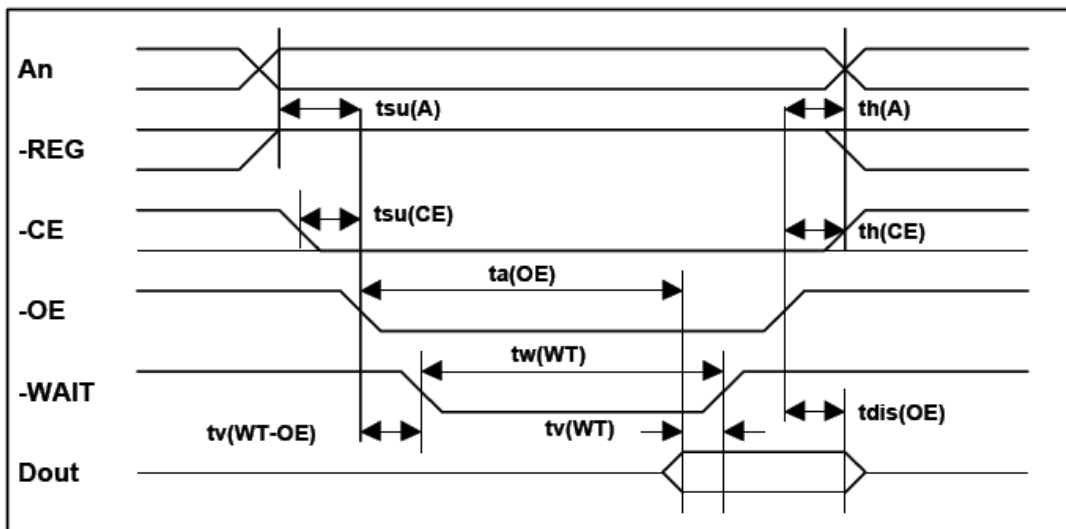 An
tsu(A)
th(A)
-REG
tsu(CE)
-CE
th(CE)
ta(OE)
-OE
tw(WT)
-WAIT
tdis(OE)
tv(WT-OE)
tv(WT)
Dout